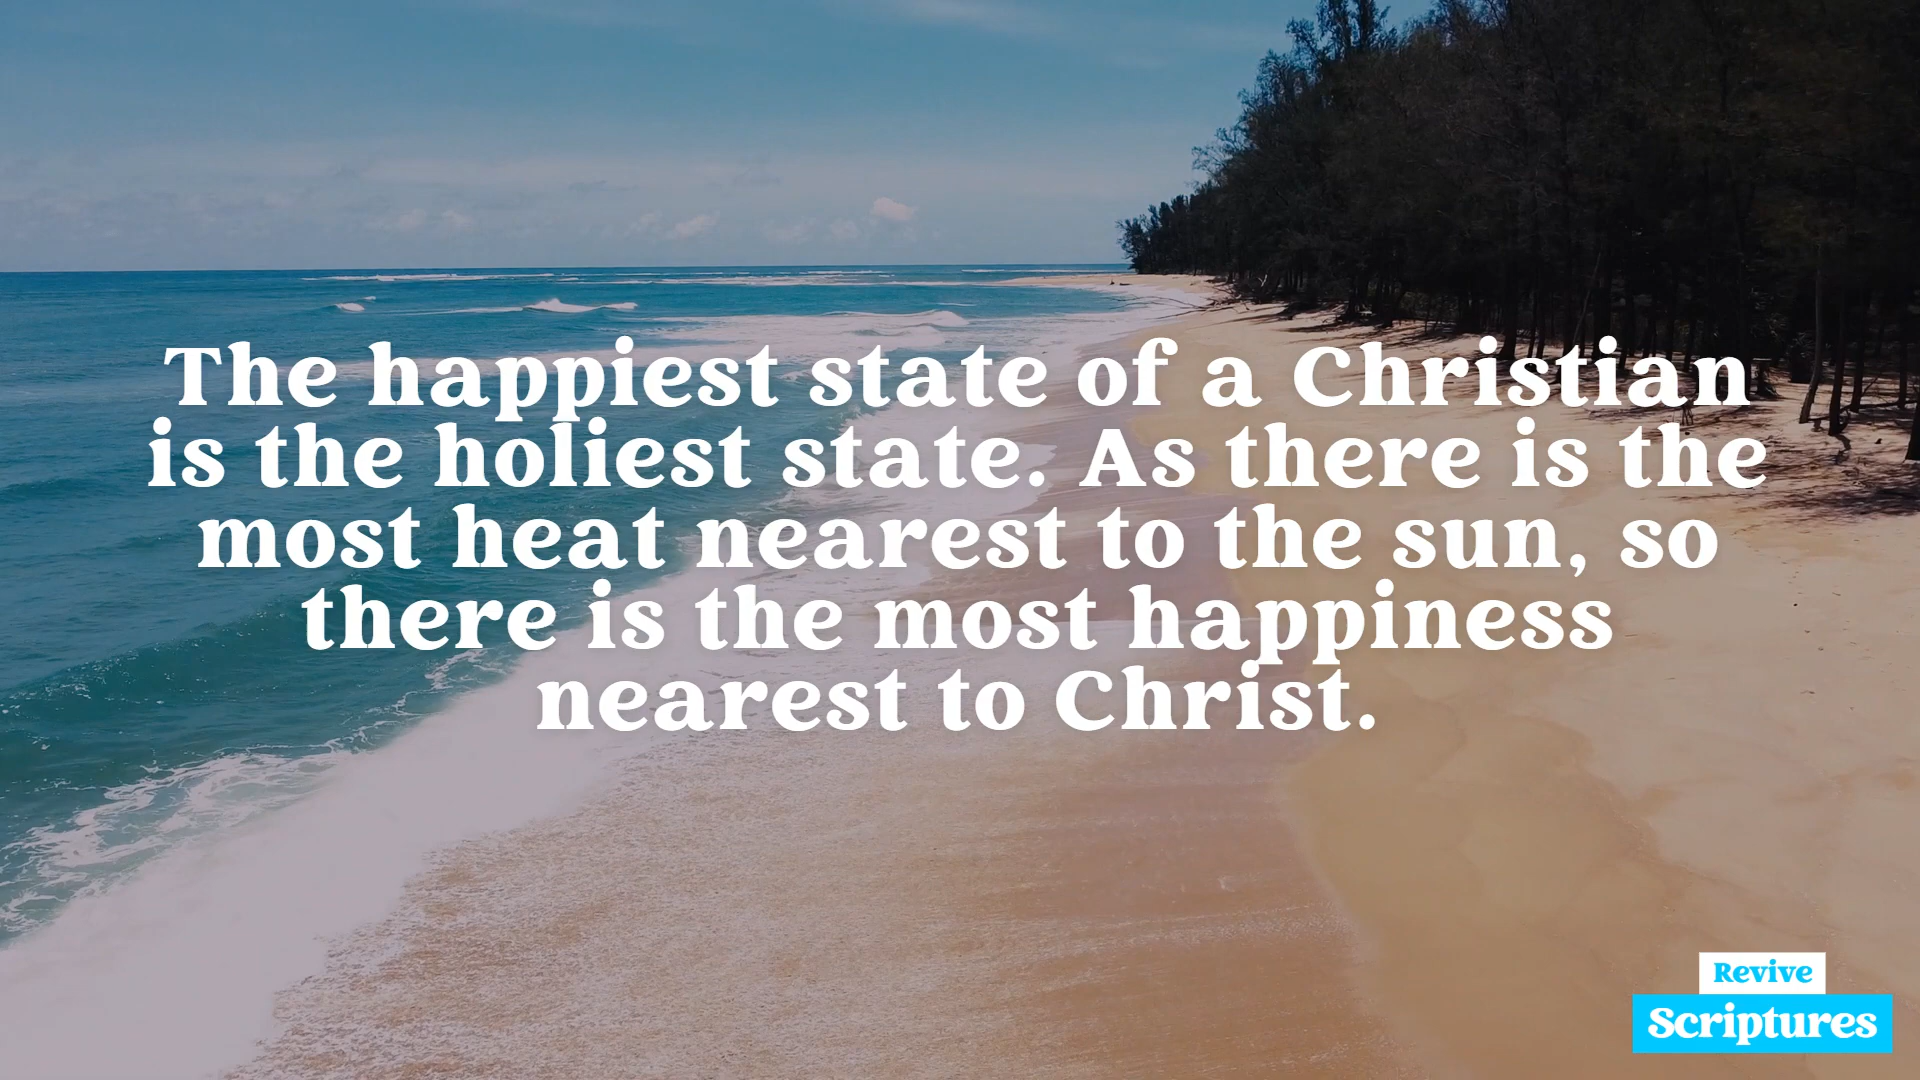 The happiest state of a Christian
is the holiest state. As there is the
most heat nearest to the sun, so
there is the most happiness
nearest to Christ.
Revive
Scriptures